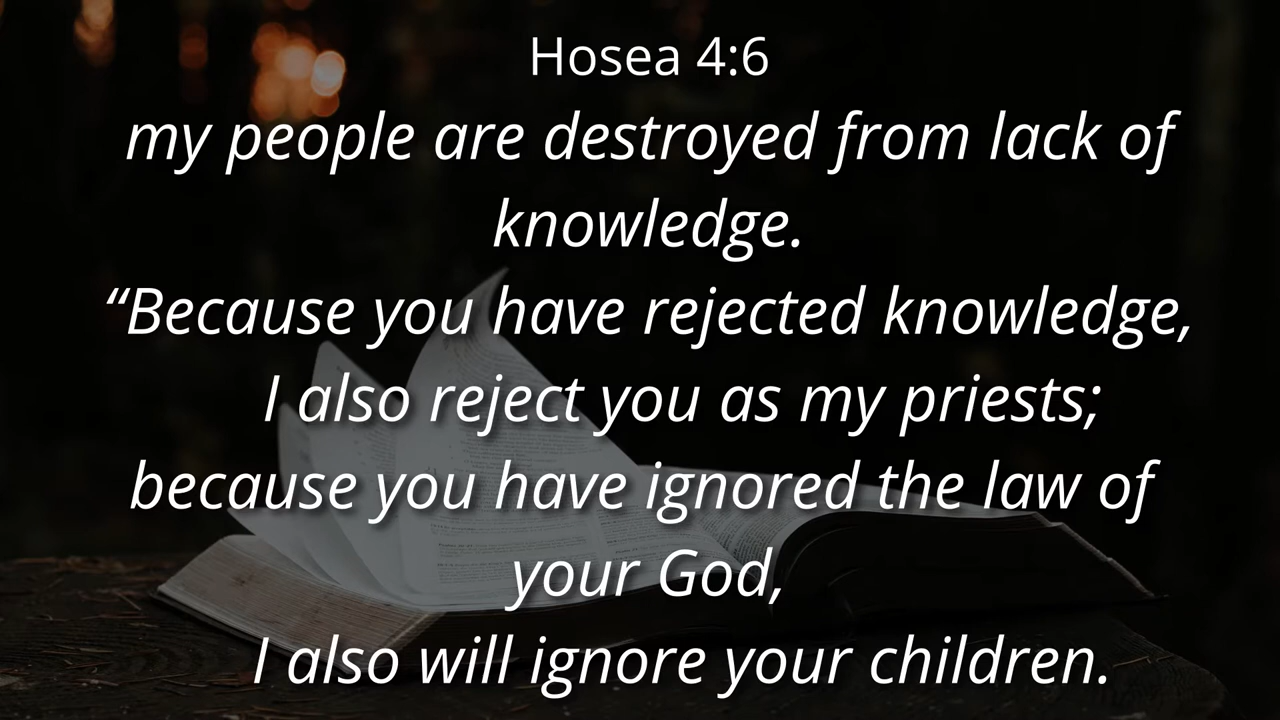 Hosea 4:6
my people are destroyed from lack of
knowledge.
“Because you have rejected knowledge,
I also reject you as my priests;
because you have ignored the law of
your God,
I also will ignore your children.